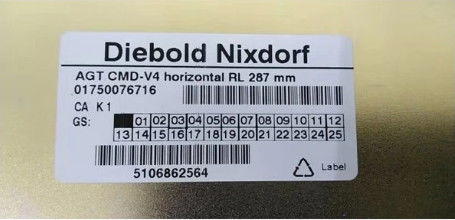 Diebold Nixdorf
AGT CMD-V4 horizontal RL 287 mm
01750076716
CA K1
GS: 01 02 03 04 05 06 07 08 09 10 11 12
13 14 15 16 17 18 19 20 21 22 23 24 25
5106862564
Label